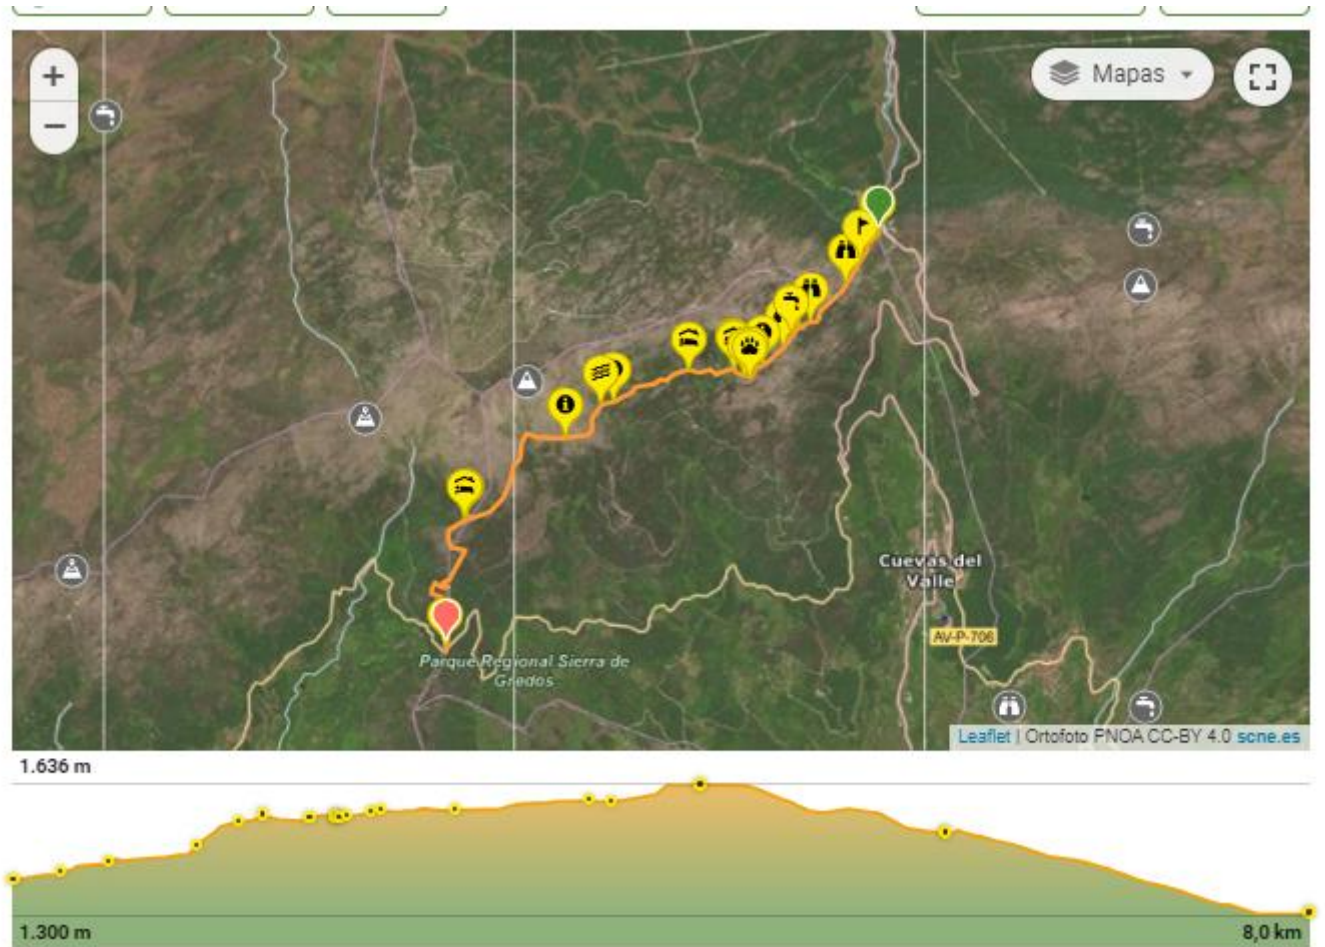 +
Mapas
−
Cuevas del
Valle
AV-P-706
Parque Regional Sierra de
Gredos
Leaflet | Ortofoto PNOA CC-BY 4.0 scne.es
1.636 m
1.300 m
8,0 km